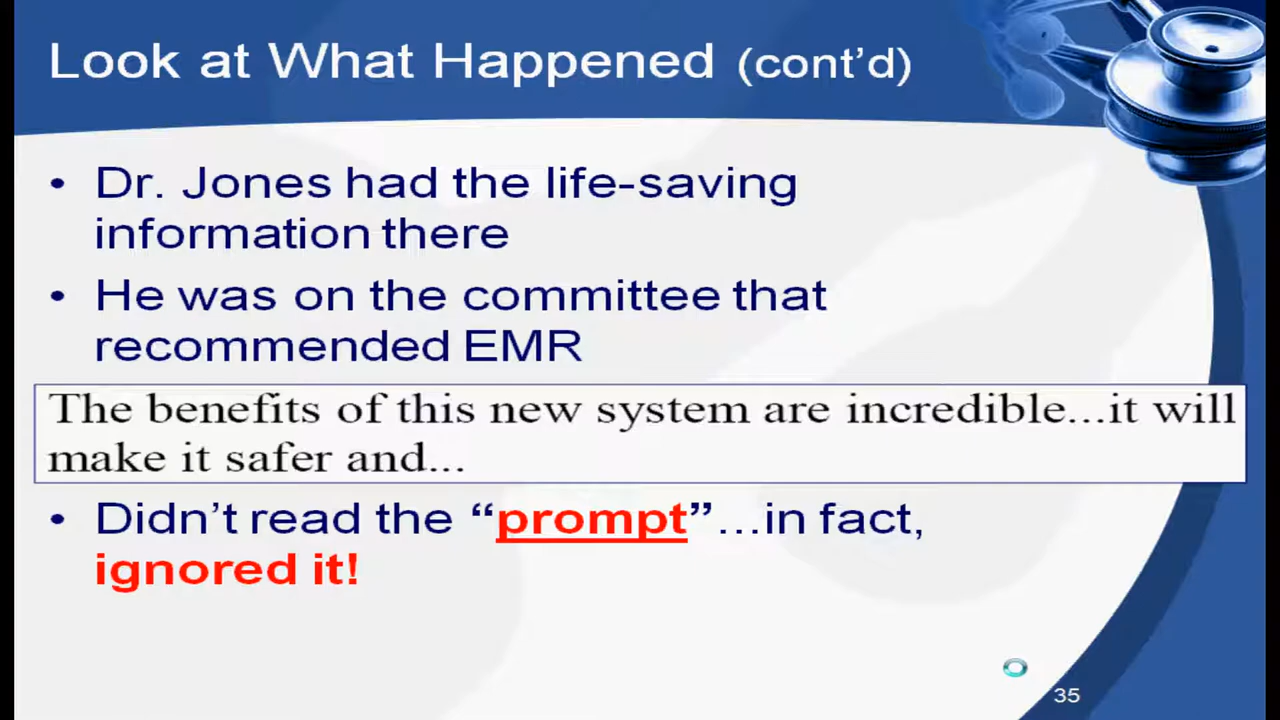 Look at What Happened (cont'd)
• Dr. Jones had the life-saving
information there
• He was on the committee that
recommended EMR
The benefits of this new system are incredible...it will
make it safer and...
• Didn't read the “prompt”…in fact,
ignored it!
35